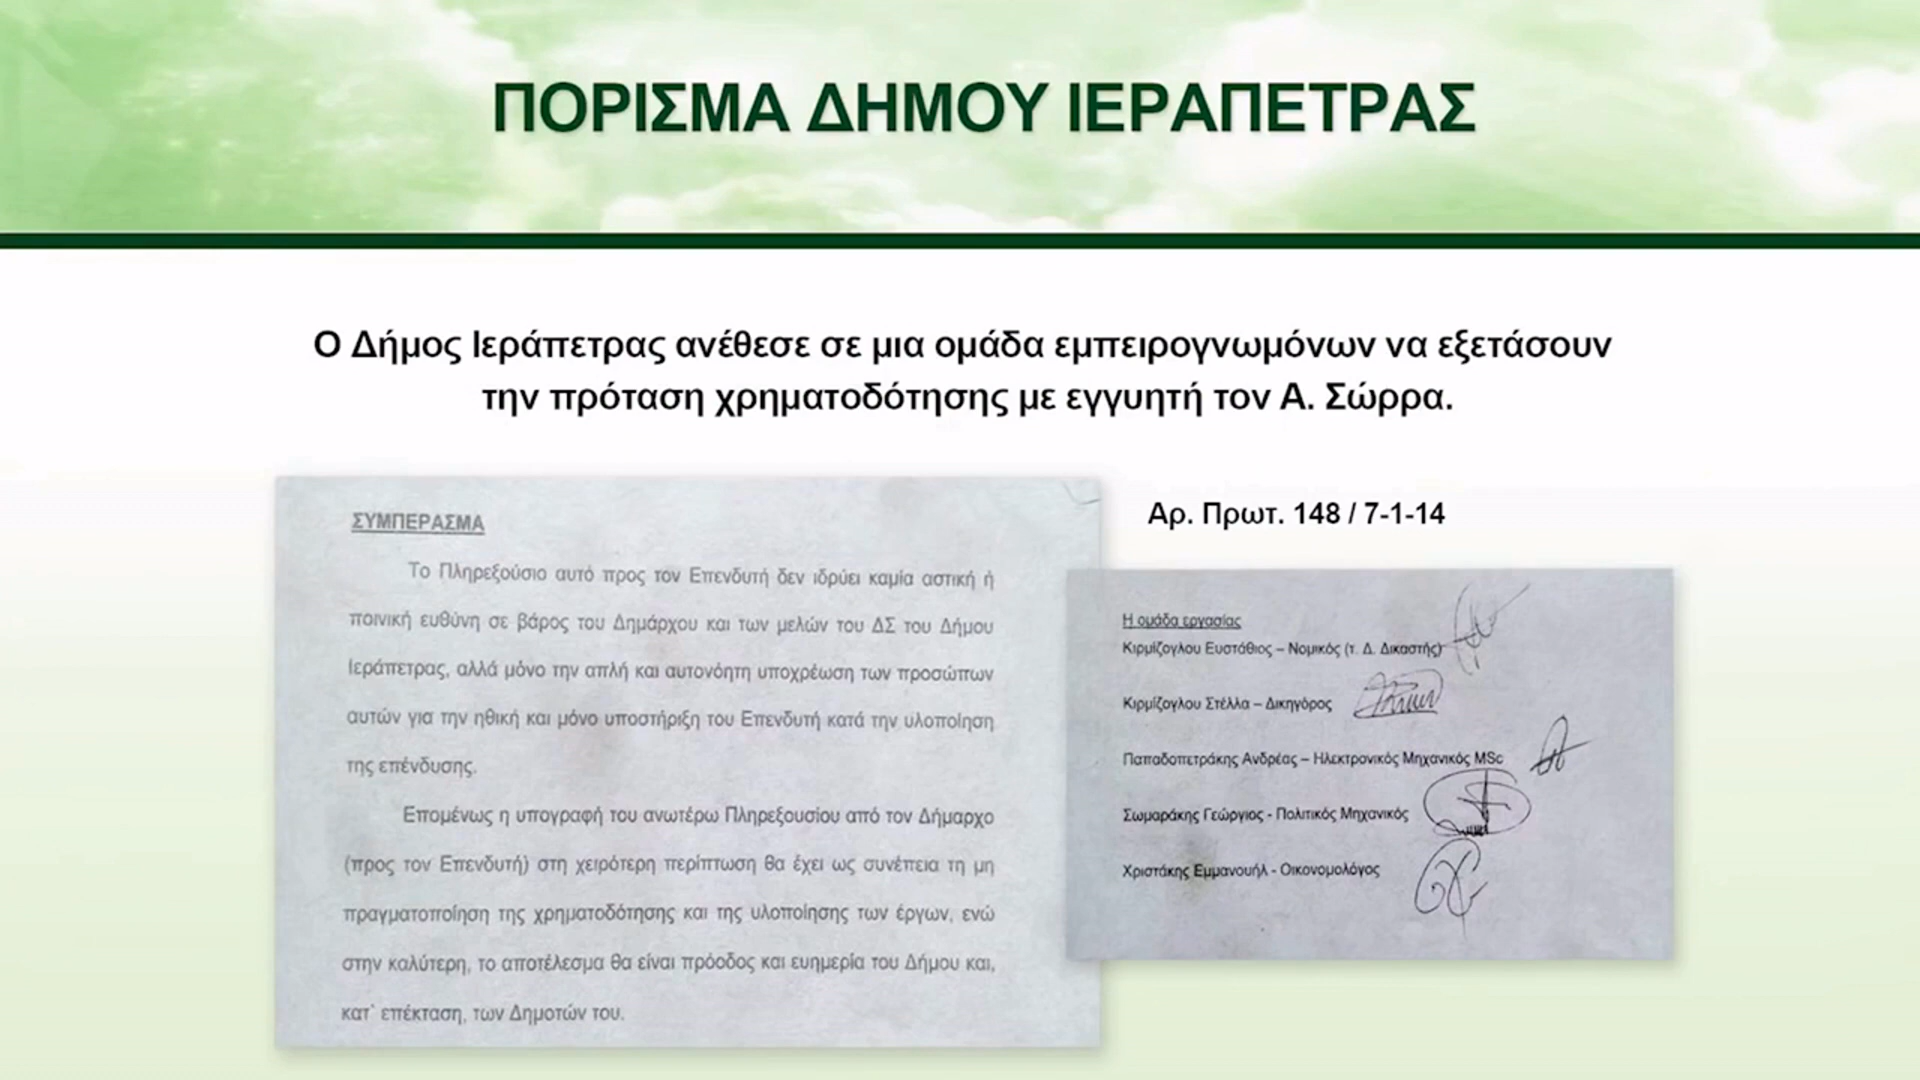 ΠΟΡΙΣΜΑ ΔΗΜΟΥ ΙΕΡΑΠΕΤΡΑΣ
Ο Δήμος Ιεράπετρας ανέθεσε σε μια ομάδα εμπειρογνωμόνων να εξετάσουν
την πρόταση χρηματοδότησης με εγγυητή τον Α. Σώρρα.
ΣΥΜΠΕΡΑΣΜΑ
Το Πληρεξούσιο αυτό προς τον Επενδυτή δεν ιδρύει καμία αστική ή
ποινική ευθύνη σε βάρος του Δημάρχου και των μελών του ΔΣ του Δήμου
Ιεράπετρας, αλλά μόνο την απλή και αυτονόητη υποχρέωση των προσώπων
αυτών για την ηθική και μόνο υποστήριξη του Επενδυτή κατά την υλοποίηση
της επένδυσης.
Επομένως η υπογραφή του ανωτέρω Πληρεξουσίου από τον Δήμαρχο
(προς τον Επενδυτή) στη χειρότερη περίπτωση θα έχει ως συνέπεια τη μη
πραγματοποίηση της χρηματοδότησης και της υλοποίησης των έργων, ενώ
στην καλύτερη, το αποτέλεσμα θα είναι πρόοδος και ευημερία του Δήμου και,
κατ΄ επέκταση, των Δημοτών του.
Αρ. Πρωτ. 148 / 7-1-14
Η ομάδα εργασίας
Κιρμίζογλου Ευστάθιος – Νομικός (τ. Δ. Δικαστής)
Κιρμίζογλου Στέλλα – Δικηγόρος
Παπαδοπετράκης Ανδρέας – Ηλεκτρονικός Μηχανικός MSc
Σωμαράκης Γεώργιος - Πολιτικός Μηχανικός
Χριστάκης Εμμανουήλ - Οικονομολόγος